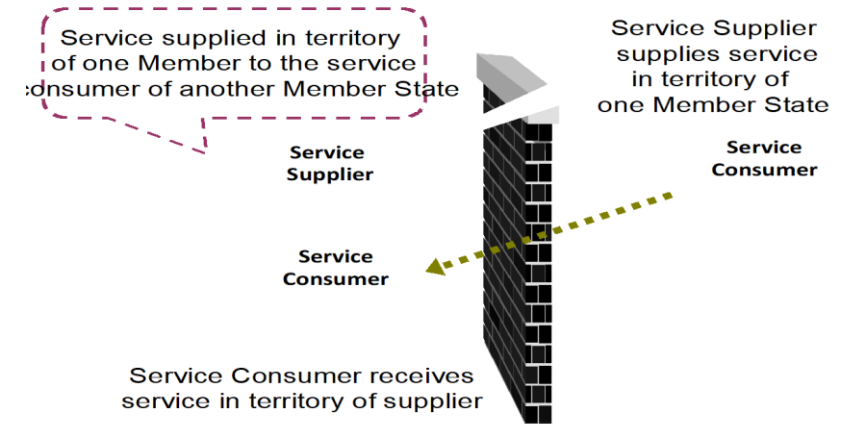 Service supplied in territory
of one Member to the service
consumer of another Member State
Service Supplier
supplies service
in territory of
one Member State
Service
Supplier
Service
Consumer
Service
Consumer
Service Consumer receives
service in territory of supplier